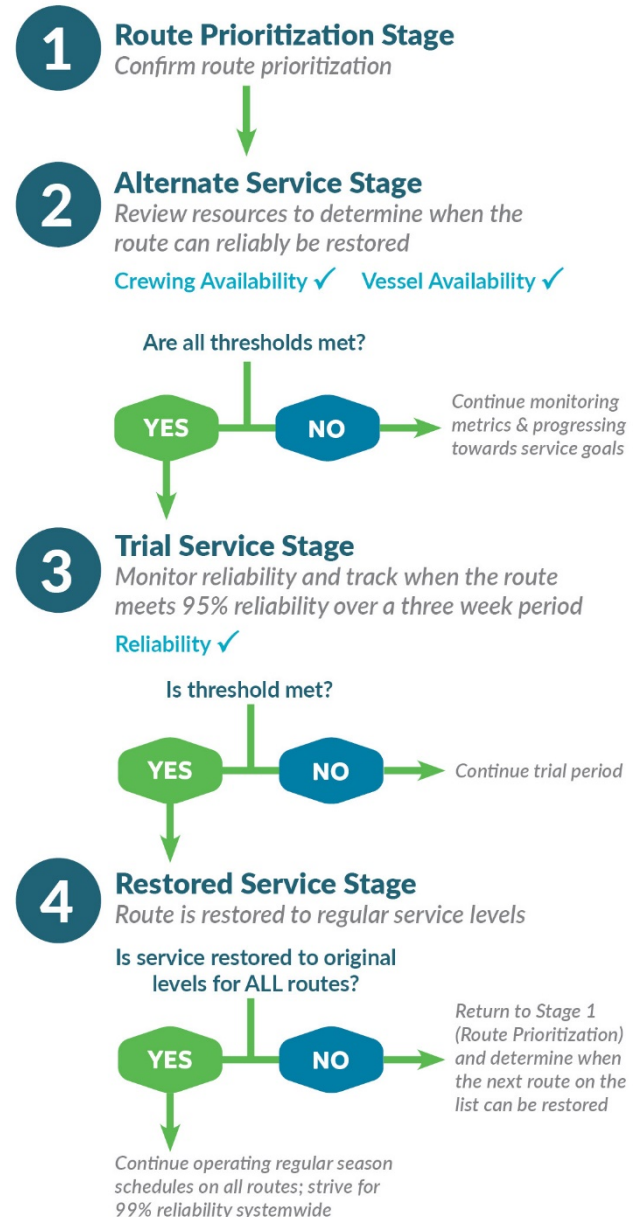 1
Route Prioritization Stage
Confirm route prioritization
2
Alternate Service Stage
Review resources to determine when the
route can reliably be restored
Crewing Availability ✓ Vessel Availability ✓
Are all thresholds met?
YES
NO
Continue monitoring
metrics & progressing
towards service goals
3
Trial Service Stage
Monitor reliability and track when the route
meets 95% reliability over a three week period
Reliability ✓
Is threshold met?
YES
NO
Continue trial period
4
Restored Service Stage
Route is restored to regular service levels
Is service restored to original
levels for ALL routes?
YES
NO
Return to Stage 1
(Route Prioritization)
and determine when
the next route on the
list can be restored
Continue operating regular season
schedules on all routes; strive for
99% reliability systemwide